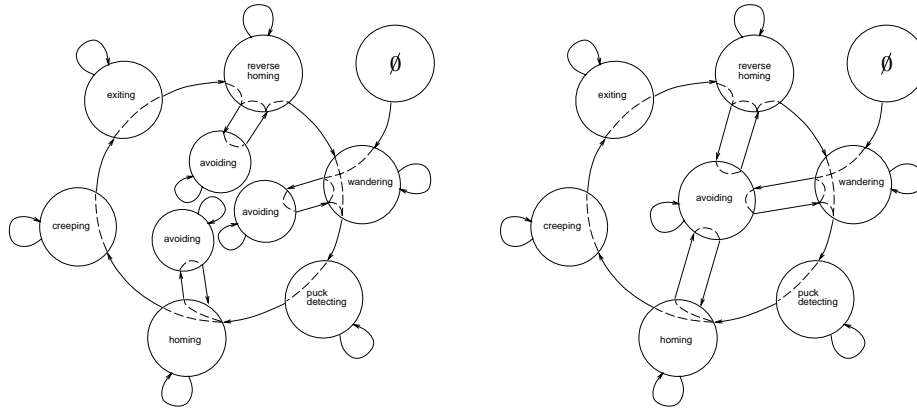 reverse
homing
∅
exiting
avoiding
wandering
avoiding
creeping
avoiding
puck
detecting
homing
reverse
homing
∅
exiting
wandering
avoiding
creeping
puck
detecting
homing